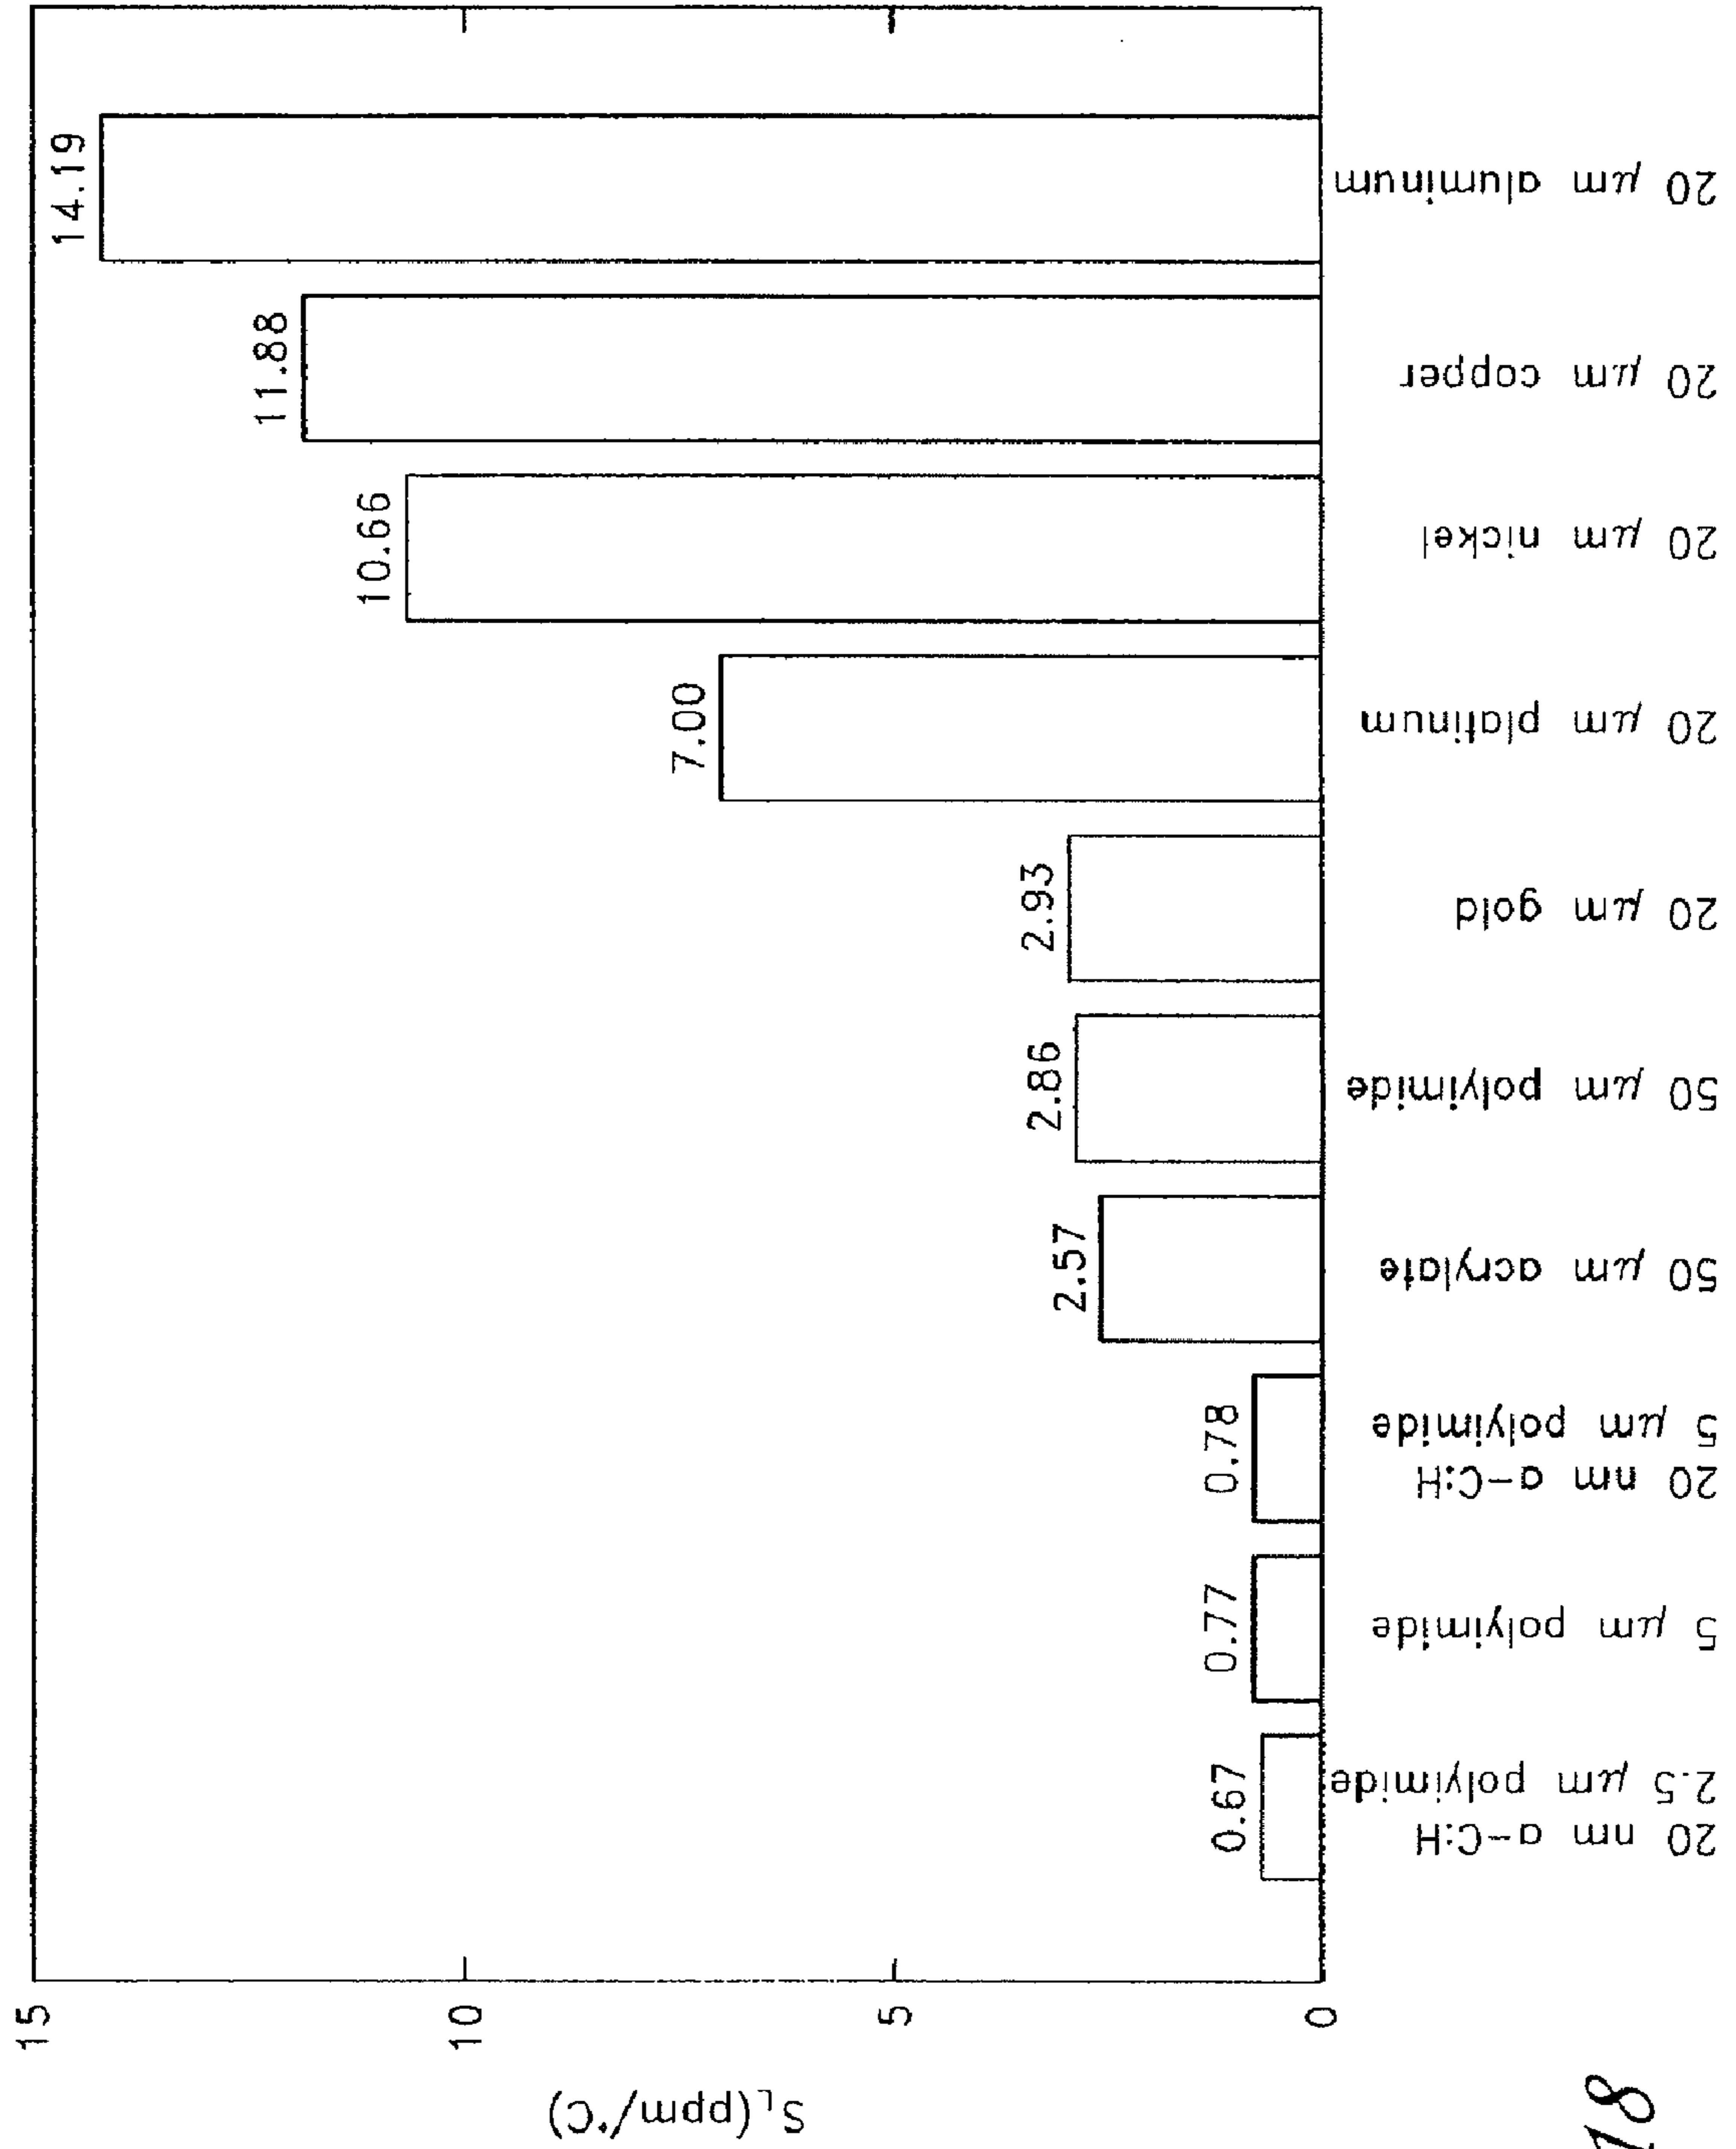 15
10
5
0
S_L(ppm/°C)
14.19
11.88
10.66
7.00
2.93
2.86
2.57
0.78
0.77
0.67
20 μm aluminum
20 μm copper
20 μm nickel
20 μm platinum
20 μm gold
50 μm polyimide
50 μm acrylate
5 μm polyimide
20 nm a-C:H
5 μm polyimide
2.5 μm polyimide
20 nm a-C:H
18